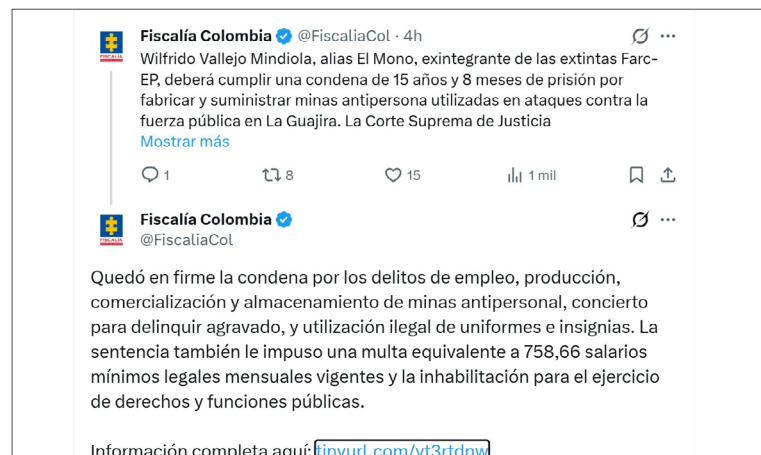 Fiscalía Colombia @FiscaliaCol · 4h
Wilfrido Vallejo Mindiola, alias El Mono, exintegrante de las extintas Farc-
EP, deberá cumplir una condena de 15 años y 8 meses de prisión por
fabricar y suministrar minas antipersona utilizadas en ataques contra la
fuerza pública en La Guajira. La Corte Suprema de Justicia
Mostrar más
1 8 15 1 mil
FISCALÍA
Fiscalía Colombia
@FiscaliaCol
FISCALÍA
Quedó en firme la condena por los delitos de empleo, producción,
comercialización y almacenamiento de minas antipersonal, concierto
para delinquir agravado, y utilización ilegal de uniformes e insignias. La
sentencia también le impuso una multa equivalente a 758,66 salarios
mínimos legales mensuales vigentes y la inhabilitación para el ejercicio
de derechos y funciones públicas.
Información completa aquí: tinyurl.com/yt3rtdnw